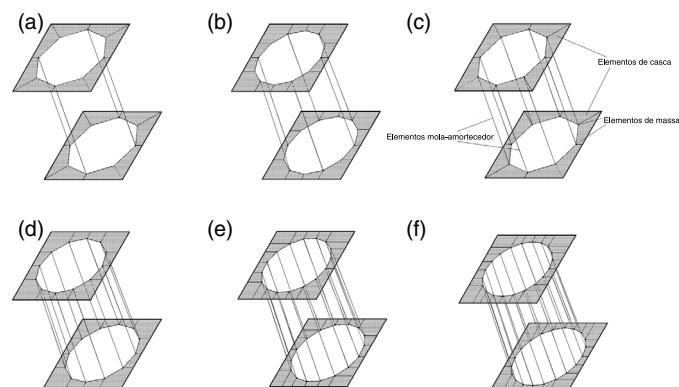 (a)
(b)
(c)
Elementos de casca
Elementos de massa
Elementos mola-amortecedor
(d)
(e)
(f)